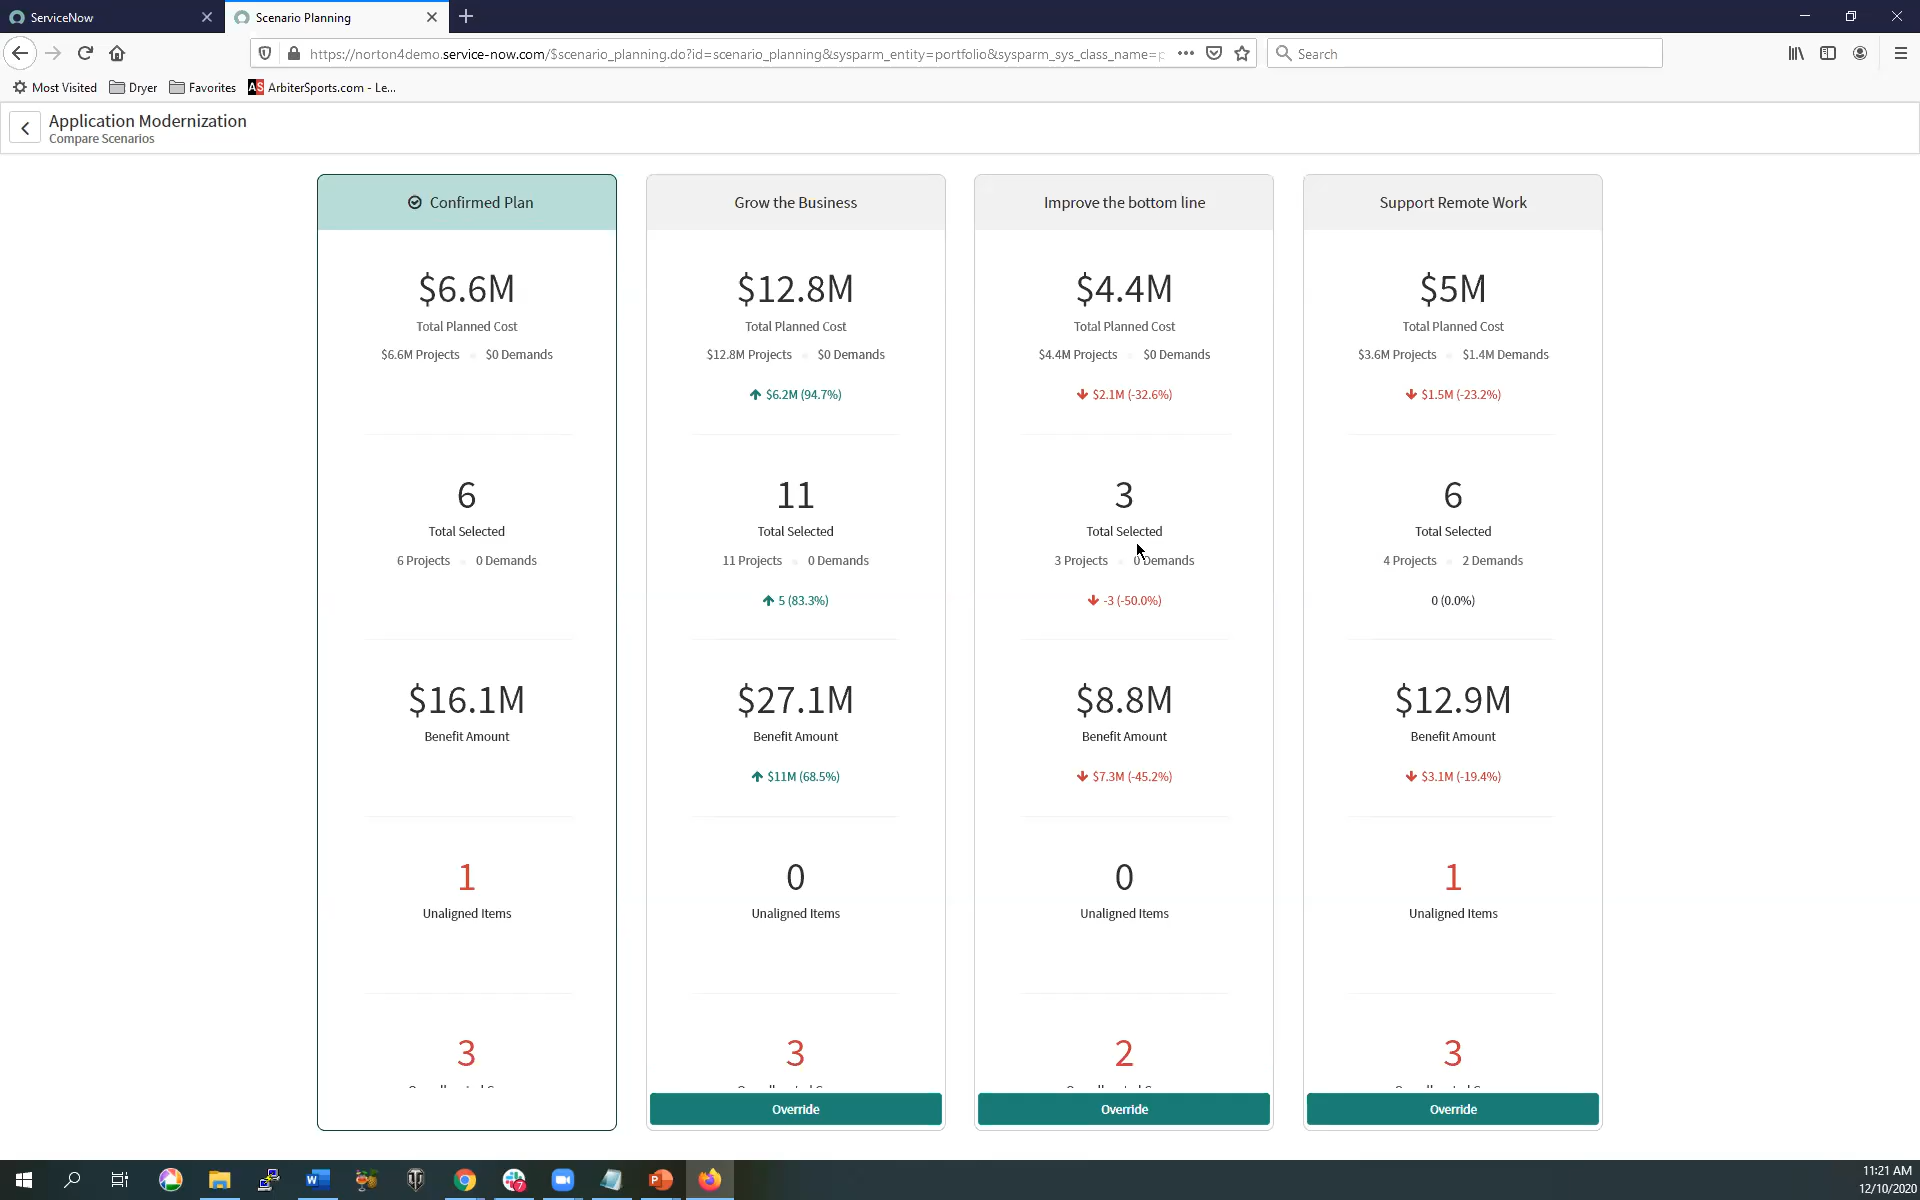 ServiceNow
Scenario Planning
https://norton4demo.service-now.com/$scenario_planning.do?id=scenario_planning&sysparm_entity=portfolio&sysparm_sys_class_name=p
Search
Most Visited
Dryer
Favorites
AS
ArbiterSports.com - Le...
Application Modernization
Compare Scenarios
Confirmed Plan
$6.6M
Total Planned Cost
$6.6M Projects $0 Demands
6
Total Selected
6 Projects 0 Demands
$16.1M
Benefit Amount
1
Unaligned Items
3
Grow the Business
$12.8M
Total Planned Cost
$12.8M Projects $0 Demands
$6.2M (94.7%)
11
Total Selected
11 Projects 0 Demands
5 (83.3%)
$27.1M
Benefit Amount
$11M (68.5%)
0
Unaligned Items
3
Override
Improve the bottom line
$4.4M
Total Planned Cost
$4.4M Projects $0 Demands
$2.1M (-32.6%)
3
Total Selected
3 Projects 0 Demands
-3 (-50.0%)
$8.8M
Benefit Amount
$7.3M (-45.2%)
0
Unaligned Items
2
Override
Support Remote Work
$5M
Total Planned Cost
$3.6M Projects $1.4M Demands
$1.5M (-23.2%)
6
Total Selected
4 Projects 2 Demands
0 (0.0%)
$12.9M
Benefit Amount
$3.1M (-19.4%)
1
Unaligned Items
3
Override
11:21 AM
12/10/2020